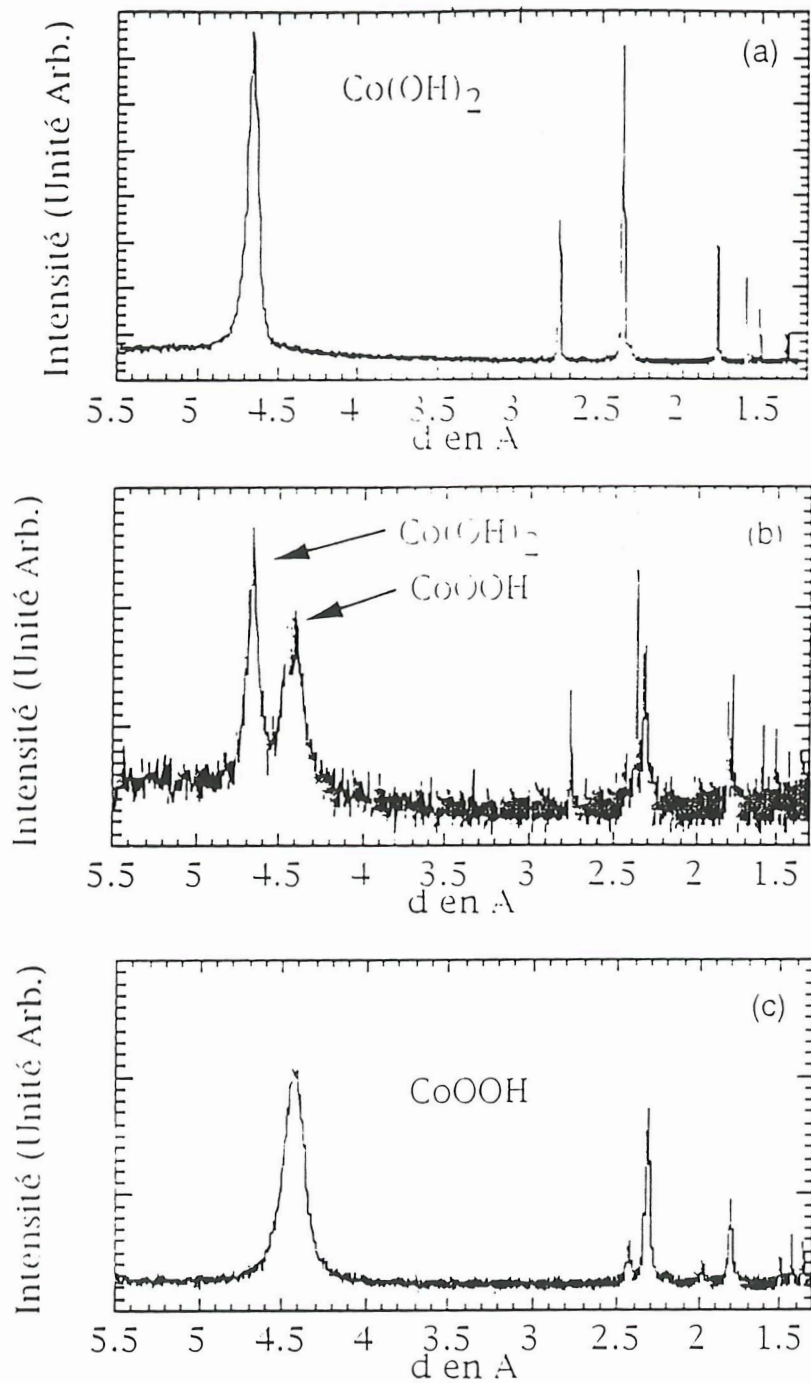 Intensité (Unité Arb.)
(a)
Co(OH)2
5.5 5 4.5 4 3.5 3 2.5 2 1.5
d en A
Intensité (Unité Arb.)
(b)
Co(OH)2
CoOOH
5.5 5 4.5 4 3.5 3 2.5 2 1.5
d en A
Intensité (Unité Arb.)
(c)
CoOOH
5.5 5 4.5 4 3.5 3 2.5 2 1.5
d en A